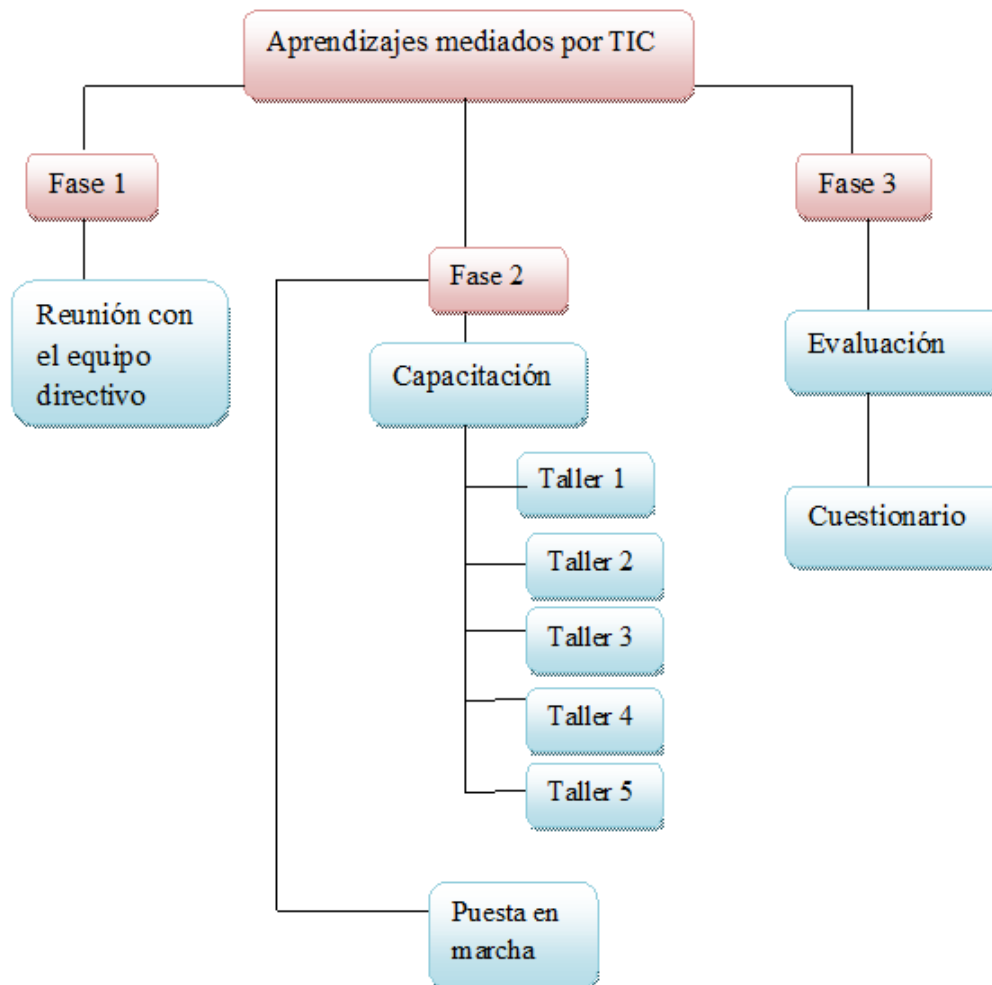 Aprendizajes mediados por TIC
Fase 1
Fase 3
Fase 2
Reunión con
el equipo
directivo
Evaluación
Capacitación
Taller 1
Cuestionario
Taller 2
Taller 3
Taller 4
Taller 5
Puesta en
marcha